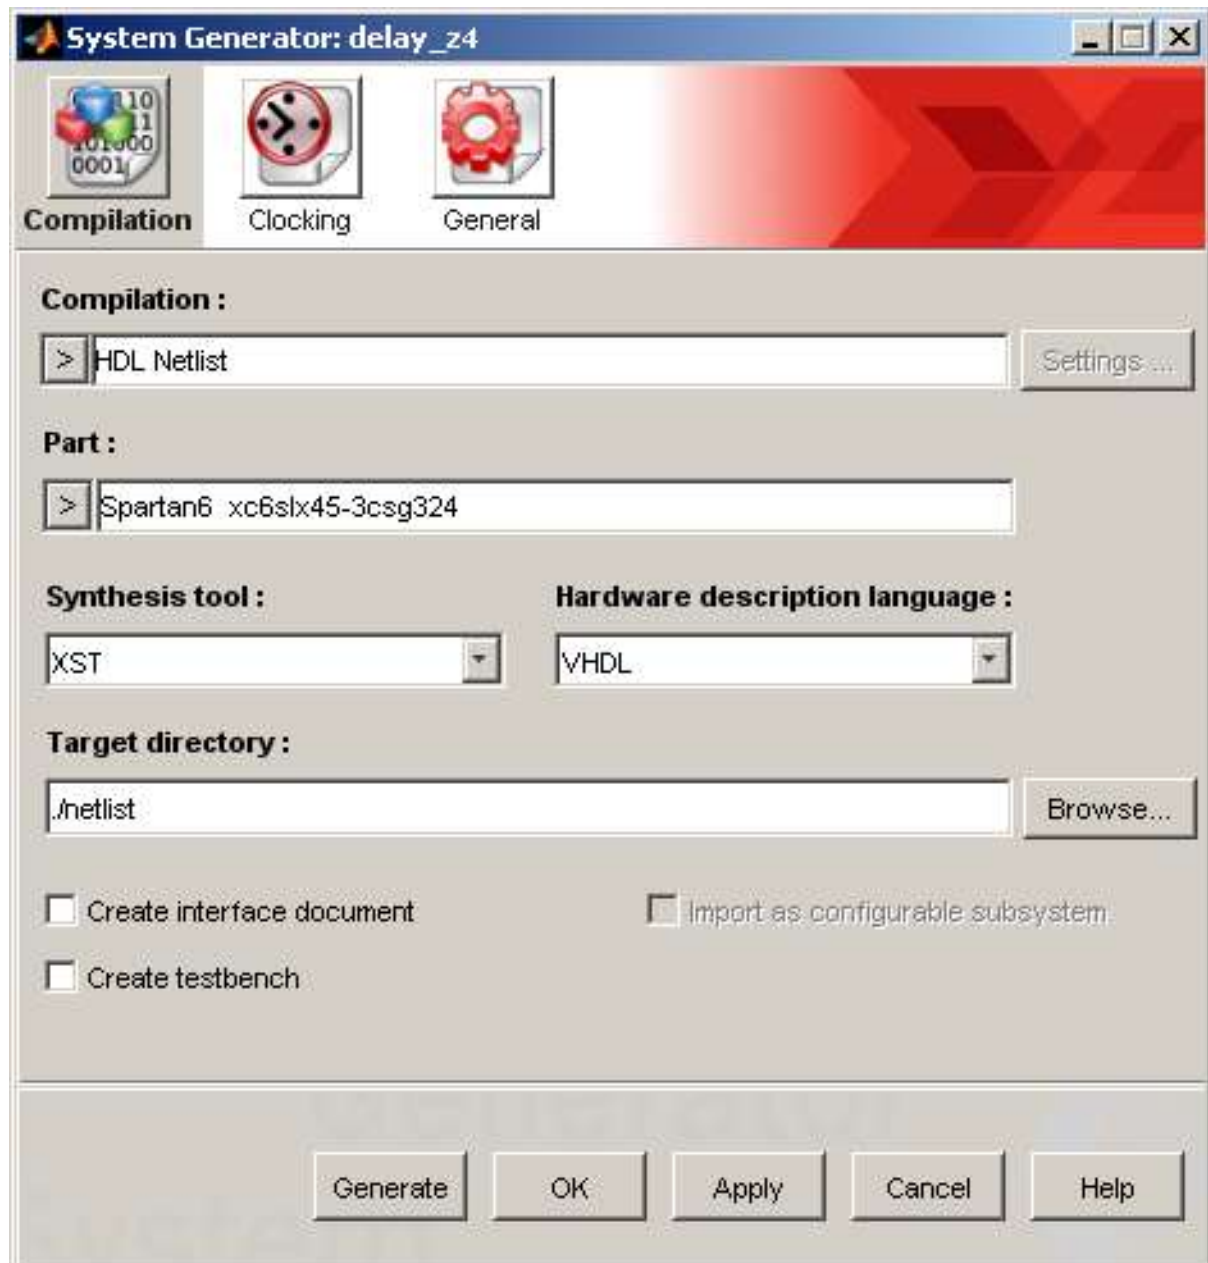 System Generator: delay_z4
Compilation
Clocking
General
Compilation :
> HDL Netlist
Settings ...
Part :
> Spartan6 xc6slx45-3csg324
Synthesis tool :
Hardware description language :
XST
VHDL
Target directory :
./netlist
Browse...
Create interface document
Import as configurable subsystem
Create testbench
Generator
System
Generate
OK
Apply
Cancel
Help